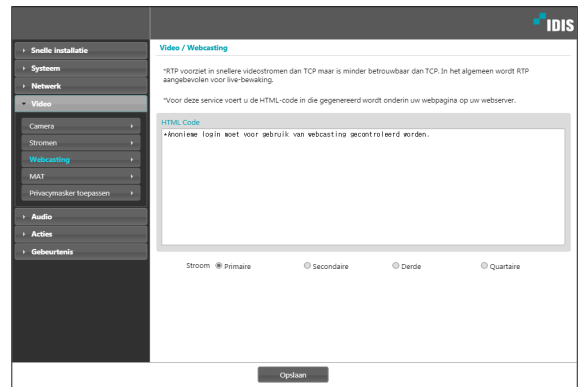 IDIS
Snelle installatie
Systeem
Netwerk
Video
Camera
Stromen
Webcasting
MAT
Privacymasker toepassen
Audio
Acties
Gebeurtenis
Video / Webcasting
*RTP voorziet in snellere videostromen dan TCP maar is minder betrouwbaar dan TCP. In het algemeen wordt RTP
aangebevolen voor live-bewaking.
*Voor deze service voert u de HTML-code in die gegenereerd wordt onderin uw webpagina op uw webserver.
HTML Code
*Anonieme login moet voor gebruik van webcasting gecontroleerd worden.
Stroom Primaire Secondaire Derde Quartaire
Opslaan